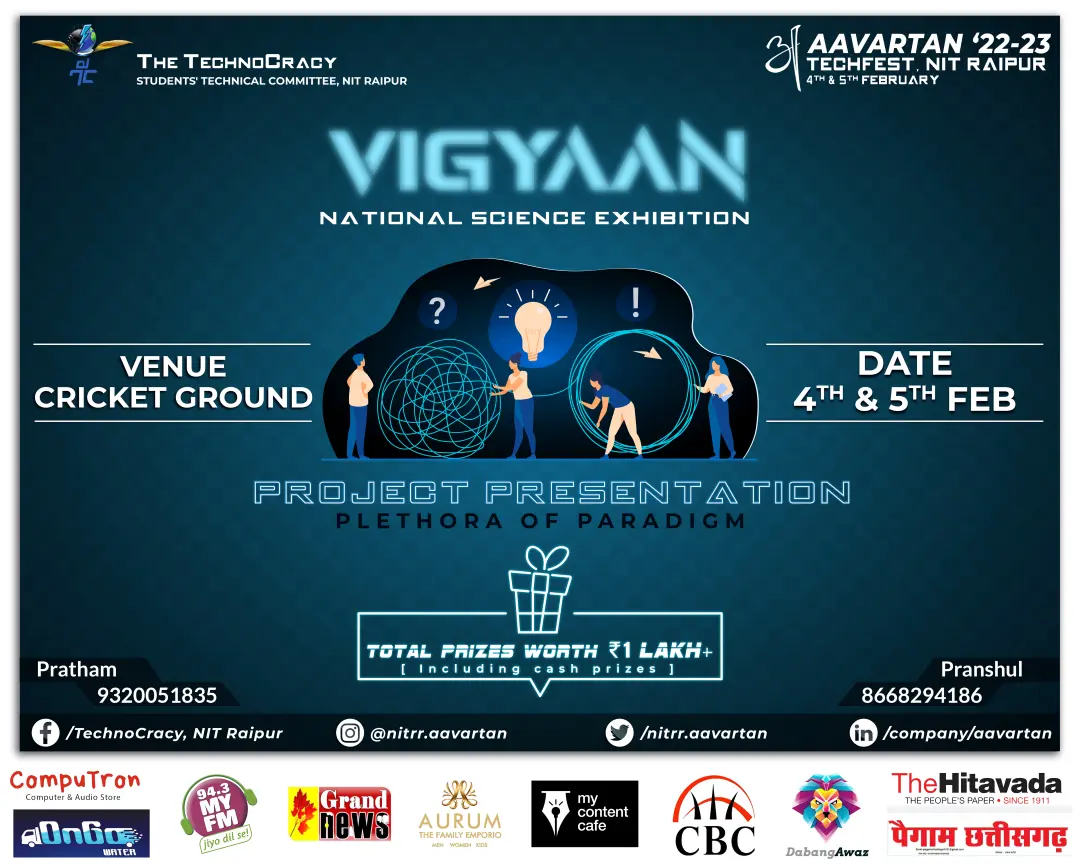 The TechnoCracy
STUDENTS' TECHNICAL COMMITTEE, NIT RAIPUR
AAVARTAN ‘22-23
TECHFEST, NIT RAIPUR
4TH & 5TH FEBRUARY
VIGYAAN
NATIONAL SCIENCE EXHIBITION
?
!
VENUE
CRICKET GROUND
DATE
4TH & 5TH FEB
PROJECT PRESENTATION
PLETHORA OF PARADIGM
TOTAL PRIZES WORTH ₹1 LAKH+
[ Including cash prizes ]
Pratham
9320051835
Pranshul
8668294186
/TechnoCracy, NIT Raipur
@nitrr.aavartan
/nitrr.aavartan
/company/aavartan
CompuTron
Computer & Audio Store
OnGo
WATER
94.3
MY
FM
jiyo dil se!
Grand
news
AURUM
THE FAMILY EMPORIO
MEN WOMEN KIDS
my
content
cafe
CBC
DabangAwaz
TheHitavada
THE PEOPLE'S PAPER • SINCE 1911
पैगाम छत्तीसगढ़